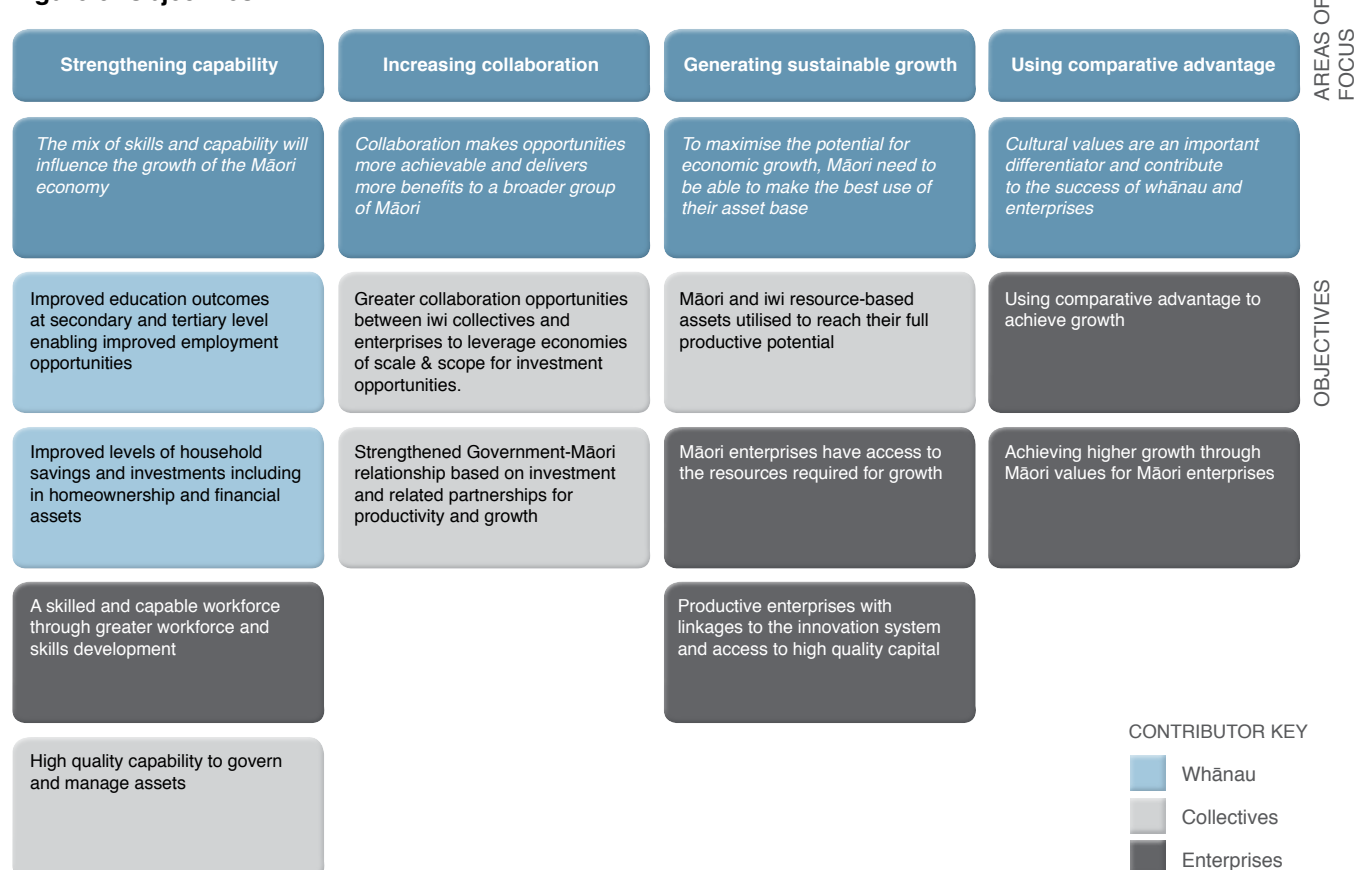 Strengthening capability
Increasing collaboration
Generating sustainable growth
Using comparative advantage
AREAS OF
FOCUS
The mix of skills and capability will
influence the growth of the Māori
economy
Collaboration makes opportunities
more achievable and delivers
more benefits to a broader group
of Māori
To maximise the potential for
economic growth, Māori need to
be able to make the best use of
their asset base
Cultural values are an important
differentiator and contribute
to the success of whānau and
enterprises
OBJECTIVES
Improved education outcomes
at secondary and tertiary level
enabling improved employment
opportunities
Greater collaboration opportunities
between iwi collectives and
enterprises to leverage economies
of scale & scope for investment
opportunities.
Māori and iwi resource-based
assets utilised to reach their full
productive potential
Using comparative advantage to
achieve growth
Improved levels of household
savings and investments including
in homeownership and financial
assets
Strengthened Government-Māori
relationship based on investment
and related partnerships for
productivity and growth
Māori enterprises have access to
the resources required for growth
Achieving higher growth through
Māori values for Māori enterprises
A skilled and capable workforce
through greater workforce and
skills development
Productive enterprises with
linkages to the innovation system
and access to high quality capital
High quality capability to govern
and manage assets
CONTRIBUTOR KEY
Whānau
Collectives
Enterprises